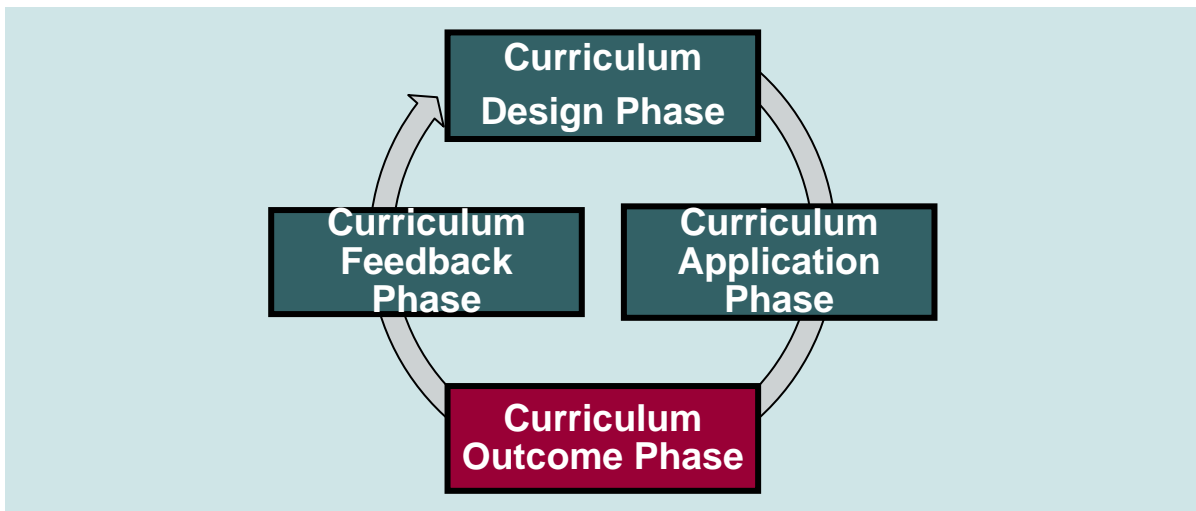 Curriculum
Design Phase
Curriculum
Feedback
Phase
Curriculum
Application
Phase
Curriculum
Outcome Phase